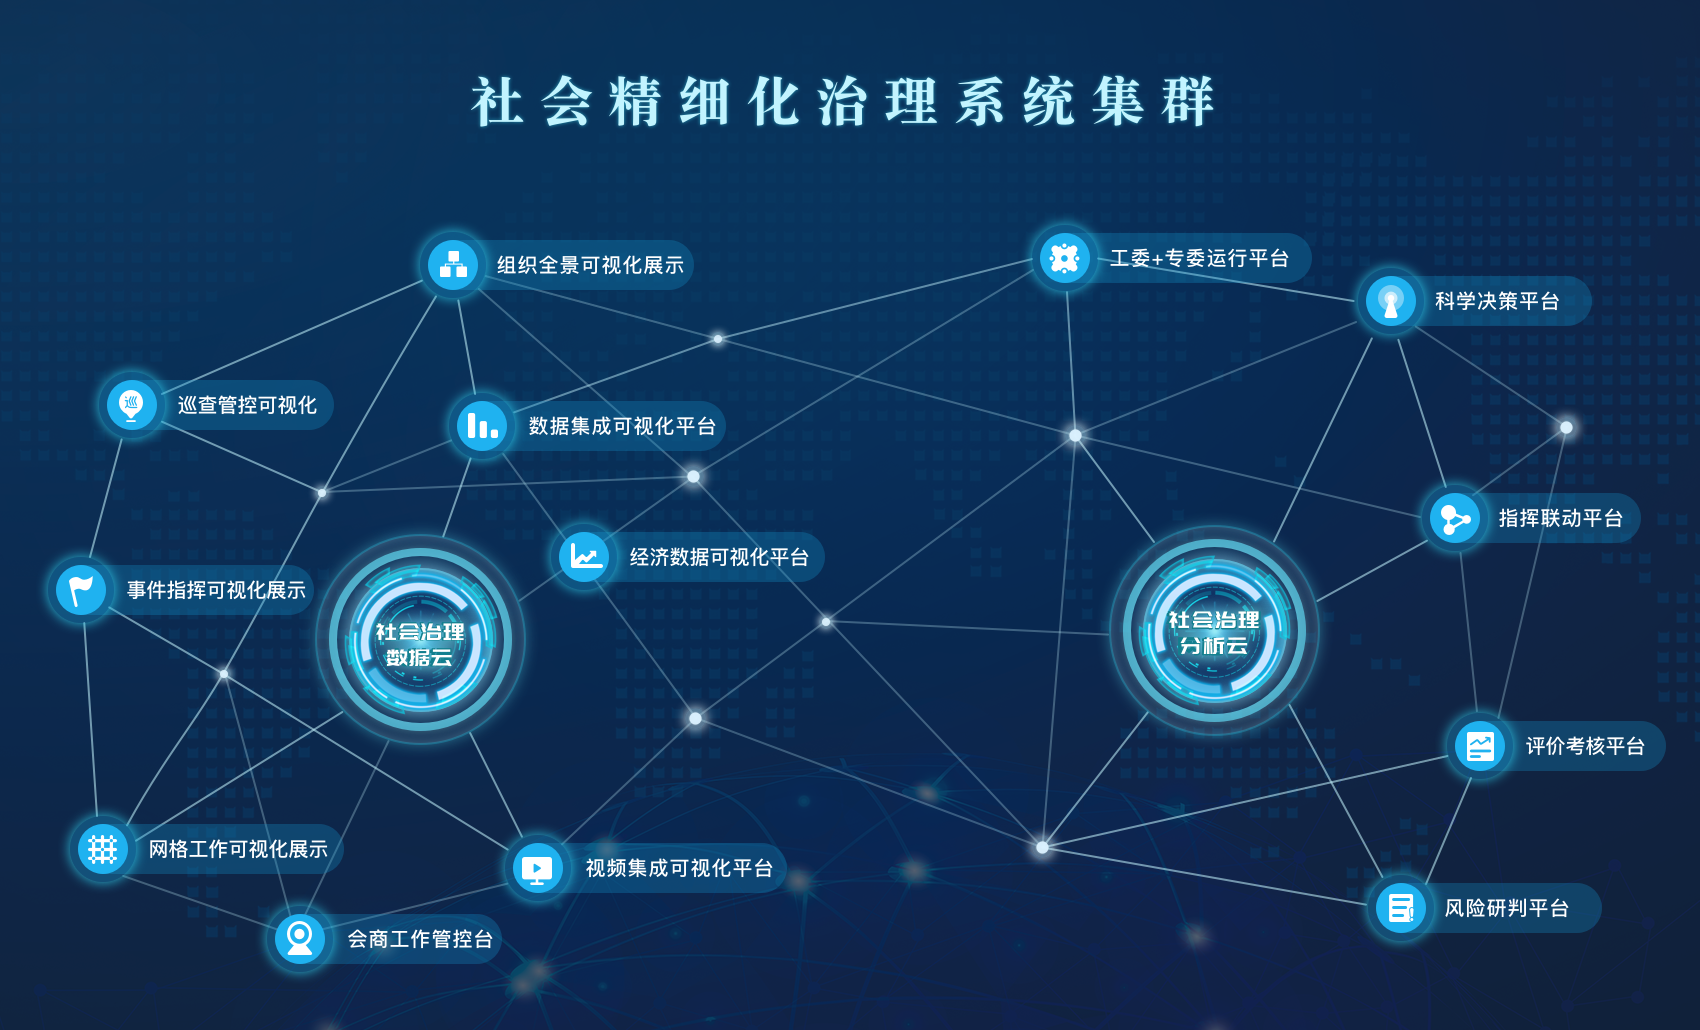 社会精细化治理系统集群
组织全景可视化展示
工委+专委运行平台
科学决策平台
巡
巡查管控可视化
数据集成可视化平台
指挥联动平台
经济数据可视化平台
事件指挥可视化展示
社会治理
数据云
社会治理
分析云
评价考核平台
网格工作可视化展示
视频集成可视化平台
风险研判平台
会商工作管控台